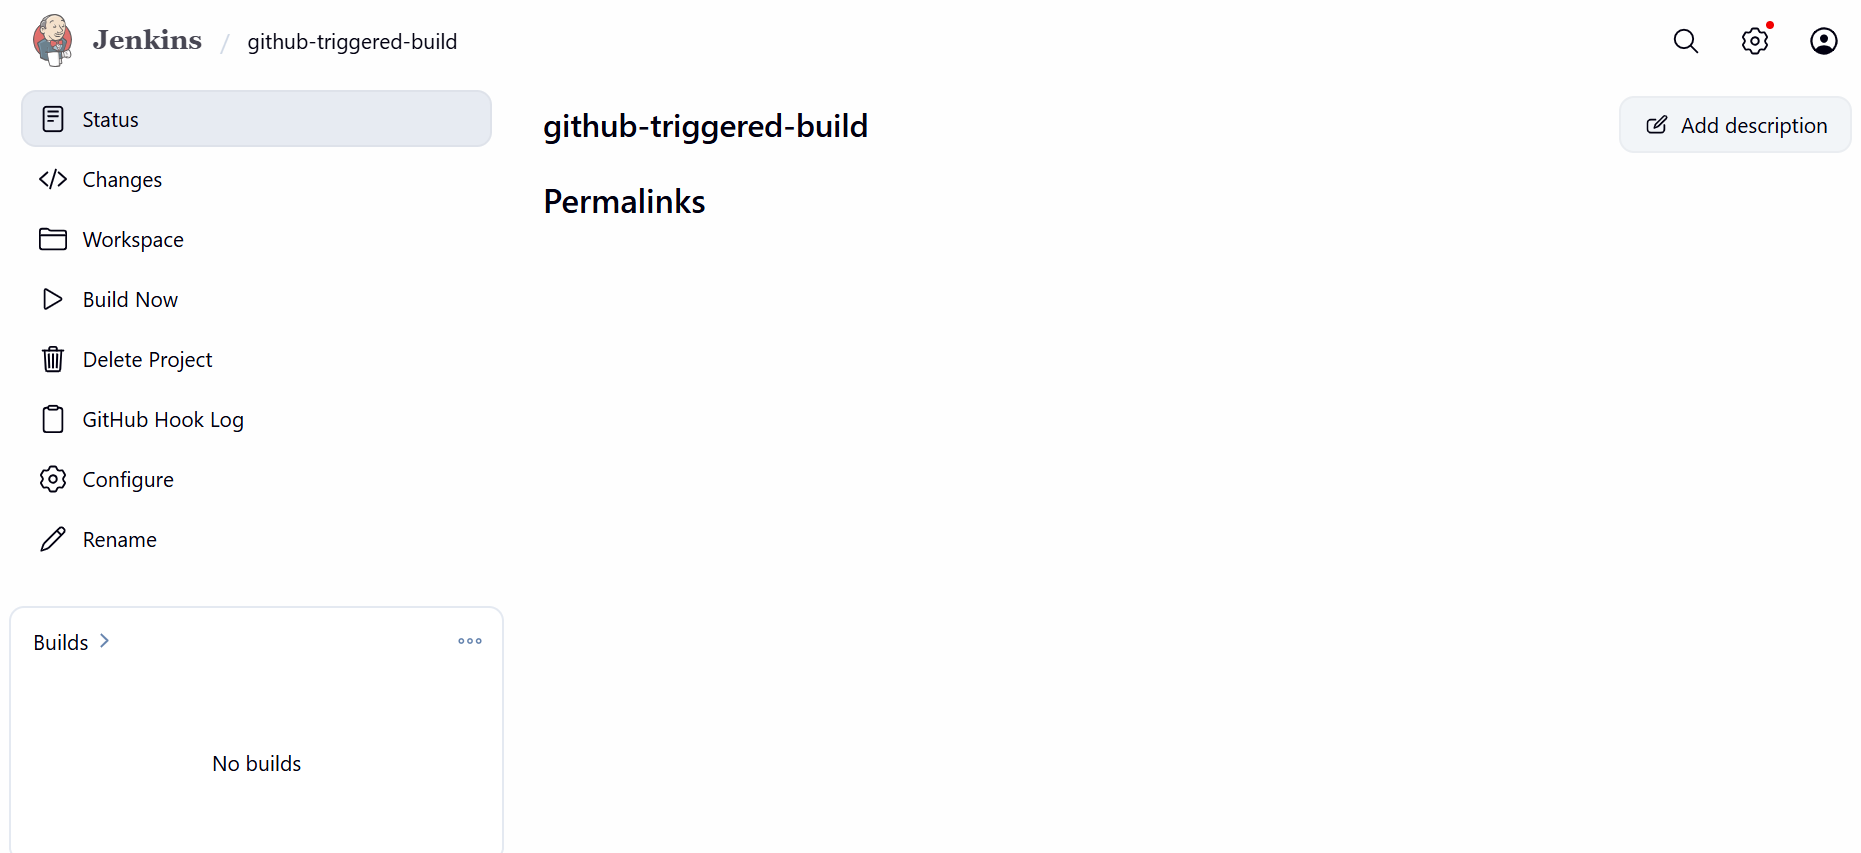 Jenkins / github-triggered-build
Status
Changes
Workspace
Build Now
Delete Project
GitHub Hook Log
Configure
Rename
Builds
No builds
github-triggered-build
Add description
Permalinks